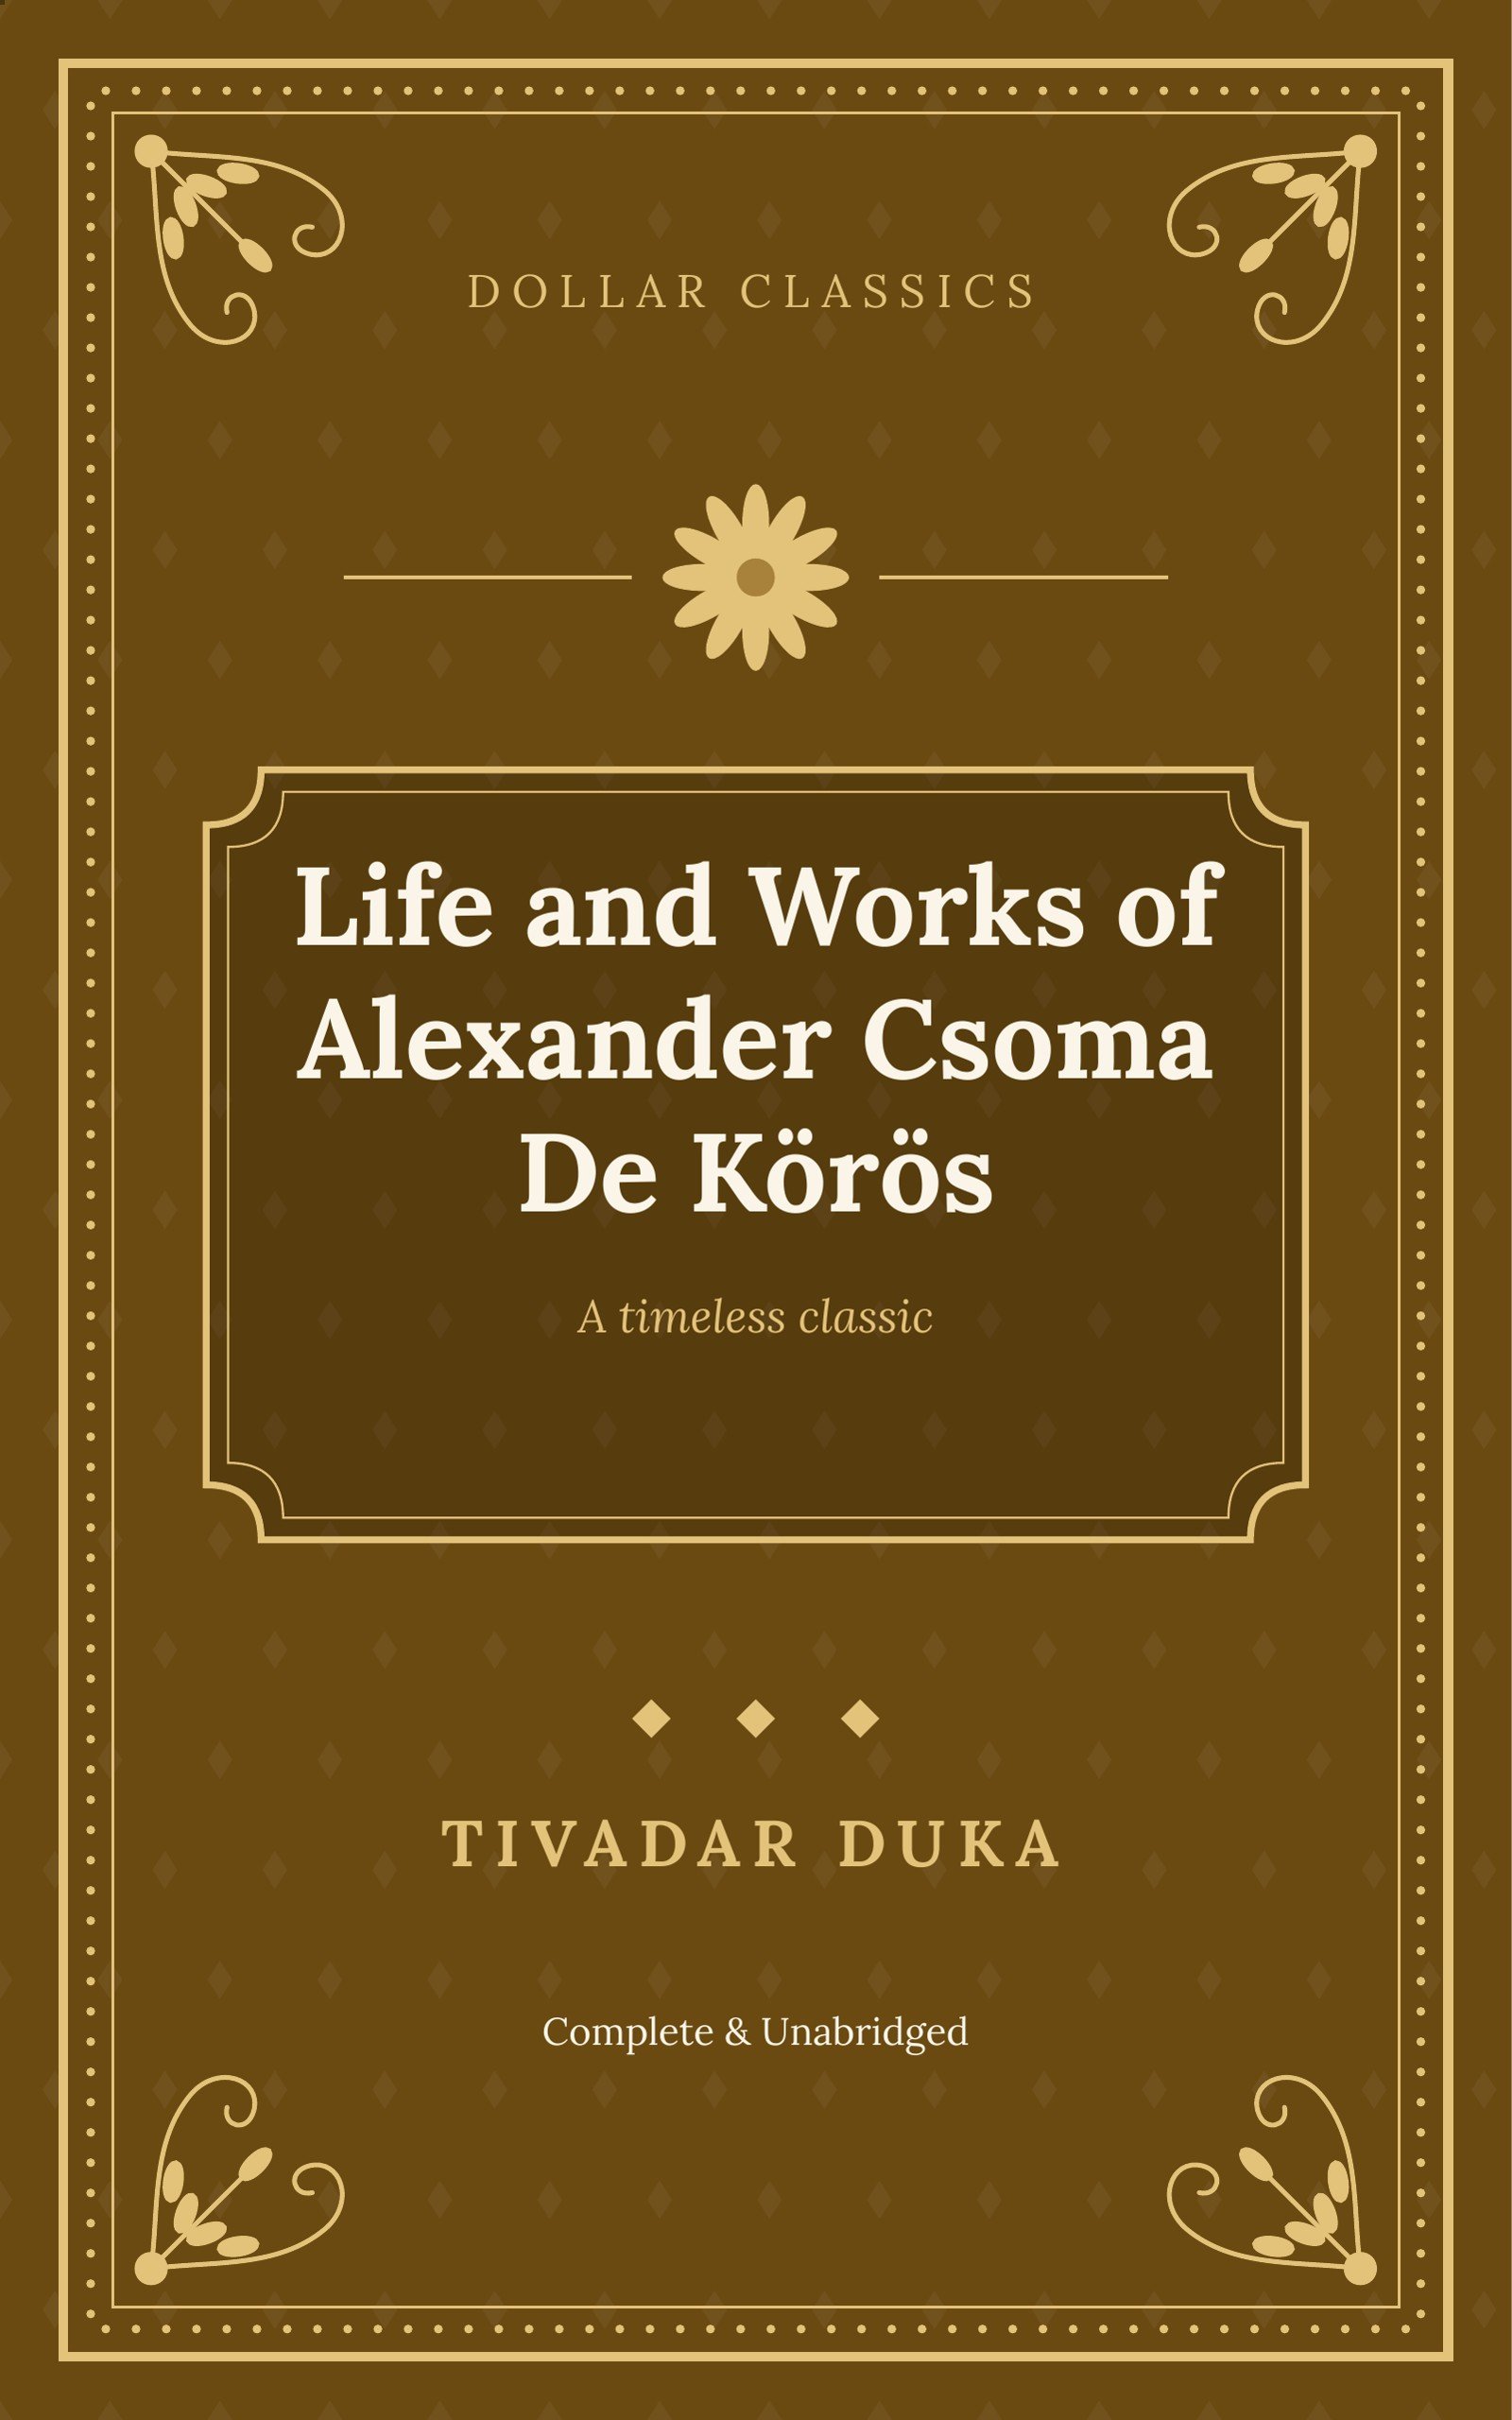 DOLLAR CLASSICS
Life and Works of
Alexander Csoma
De Körös
A timeless classic
TIVADAR DUKA
Complete & Unabridged